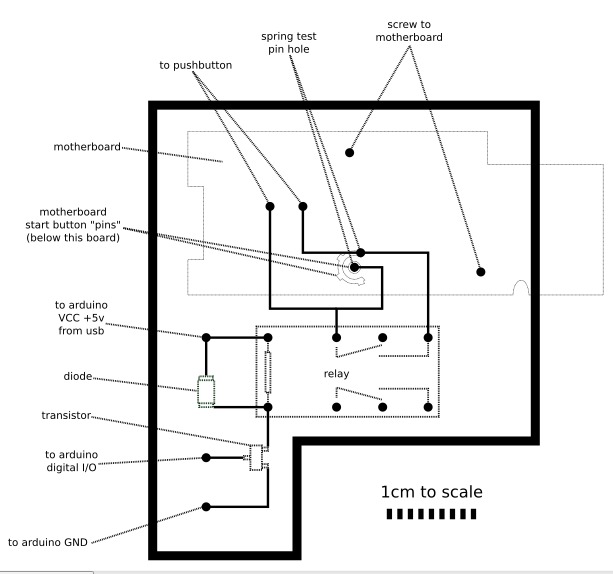 screw to
motherboard
spring test
pin hole
to pushbutton
motherboard
motherboard
start button "pins"
(below this board)
to arduino
VCC +5v
from usb
diode
relay
transistor
to arduino
digital I/O
1cm to scale
to arduino GND